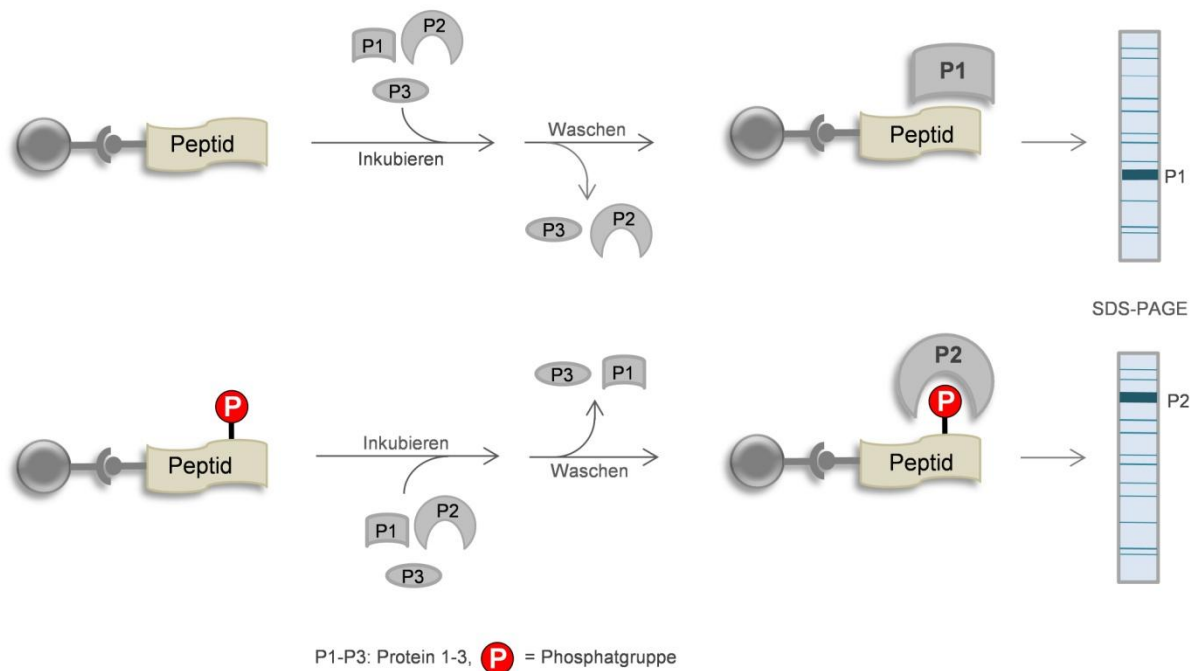 P1
P2
P3
Peptid
Inkubieren
Waschen
P3
P2
P1
Peptid
P1
SDS-PAGE
P
Peptid
Inkubieren
P1
P2
P3
P3
P1
Waschen
P2
P
Peptid
P2
P1-P3: Protein 1-3, P = Phosphatgruppe